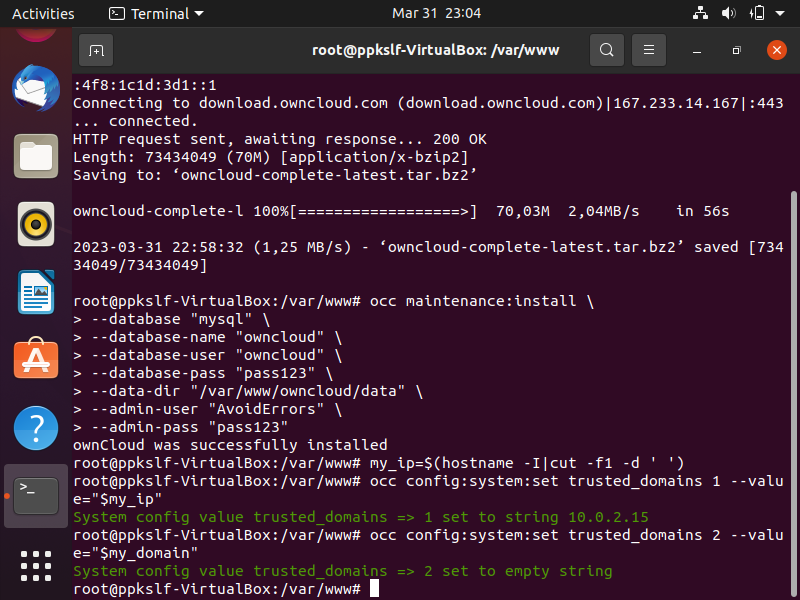 Activities
Terminal
Mar 31 23:04
root@ppkslf-VirtualBox: /var/www
:4f8:1c1d:3d1::1
Connecting to download.owncloud.com (download.owncloud.com)|167.233.14.167|:443
... connected.
HTTP request sent, awaiting response... 200 OK
Length: 73434049 (70M) [application/x-bzip2]
Saving to: ‘owncloud-complete-latest.tar.bz2’
owncloud-complete-l 100%[==================>]  70,03M  2,04MB/s    in 56s
2023-03-31 22:58:32 (1,25 MB/s) - ‘owncloud-complete-latest.tar.bz2’ saved [734
34049/73434049]
root@ppkslf-VirtualBox:/var/www# occ maintenance:install \
> --database "mysql" \
> --database-name "owncloud" \
> --database-user "owncloud" \
> --database-pass "pass123" \
> --data-dir "/var/www/owncloud/data" \
> --admin-user "AvoidErrors" \
> --admin-pass "pass123"
ownCloud was successfully installed
root@ppkslf-VirtualBox:/var/www# my_ip=$(hostname -I|cut -f1 -d ' ')
root@ppkslf-VirtualBox:/var/www# occ config:system:set trusted_domains 1 --valu
e="$my_ip"
System config value trusted_domains => 1 set to string 10.0.2.15
root@ppkslf-VirtualBox:/var/www# occ config:system:set trusted_domains 2 --valu
e="$my_domain"
System config value trusted_domains => 2 set to empty string
root@ppkslf-VirtualBox:/var/www#